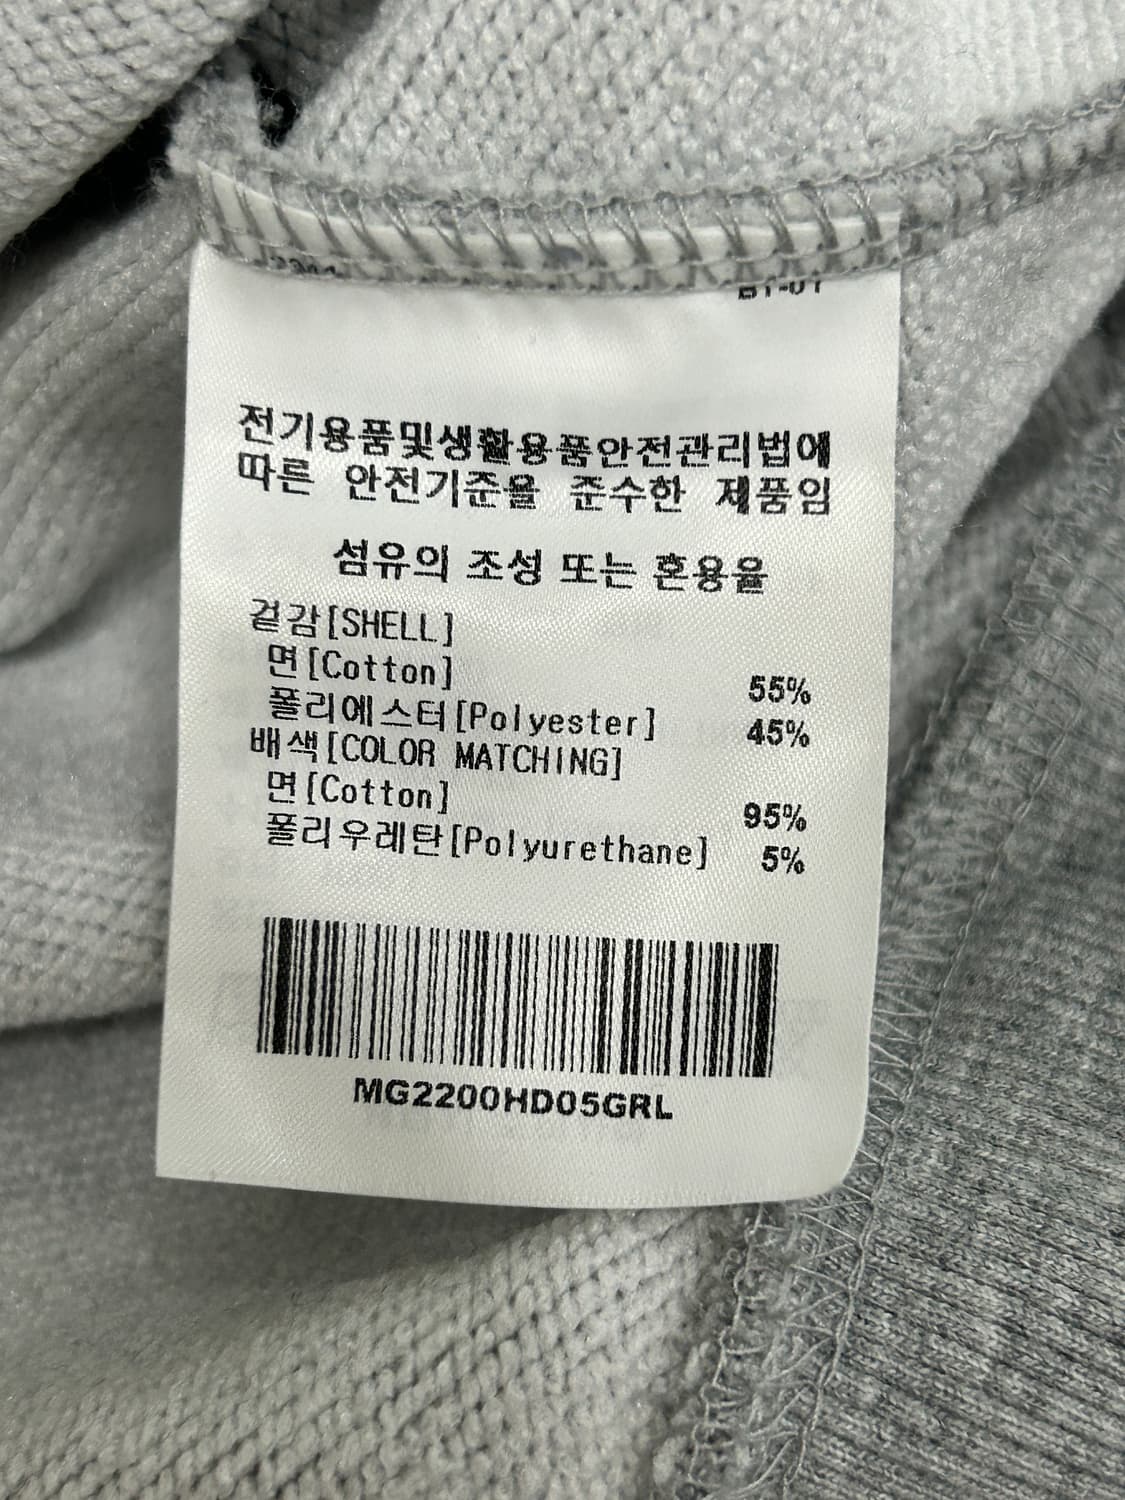 전기용품및생활용품안전관리법에
따른 안전기준을 준수한 제품임
섬유의 조성 또는 혼용율
겉감[SHELL]
면[Cotton] 55%
폴리에스터[Polyester] 45%
배색[COLOR MATCHING]
면[Cotton] 95%
폴리우레탄[Polyurethane] 5%
MG2200HD05GRL